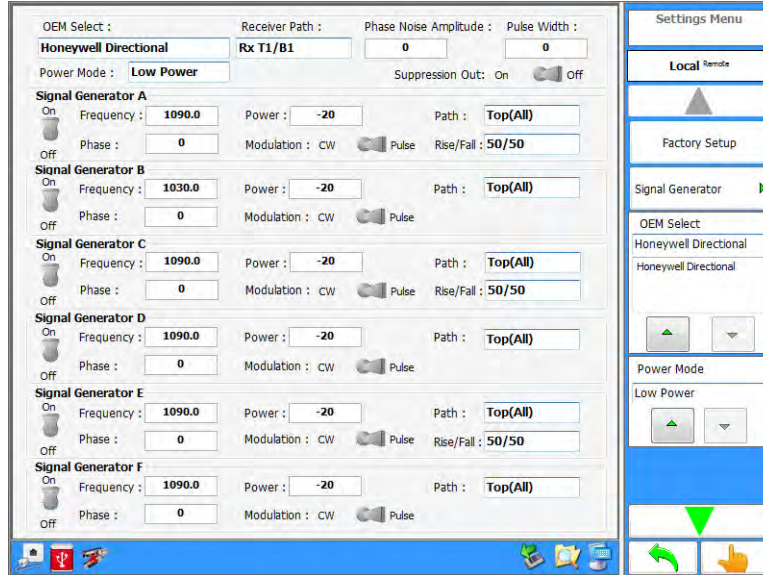 OEM Select : Receiver Path : Phase Noise Amplitude : Pulse Width :
Honeywell Directional Rx T1/B1 0 0
Power Mode : Low Power Suppression Out: On Off
Signal Generator A
On Frequency : 1090.0 Power : -20 Path : Top(All)
Off Phase : 0 Modulation : CW Pulse Rise/Fall : 50/50
Signal Generator B
On Frequency : 1030.0 Power : -20 Path : Top(All)
Off Phase : 0 Modulation : CW Pulse
Signal Generator C
On Frequency : 1090.0 Power : -20 Path : Top(All)
Off Phase : 0 Modulation : CW Pulse Rise/Fall : 50/50
Signal Generator D
On Frequency : 1090.0 Power : -20 Path : Top(All)
Off Phase : 0 Modulation : CW Pulse
Signal Generator E
On Frequency : 1090.0 Power : -20 Path : Top(All)
Off Phase : 0 Modulation : CW Pulse Rise/Fall : 50/50
Signal Generator F
On Frequency : 1090.0 Power : -20 Path : Top(All)
Off Phase : 0 Modulation : CW Pulse
Settings Menu
Local Remote
Factory Setup
Signal Generator
OEM Select
Honeywell Directional
Honeywell Directional
Power Mode
Low Power